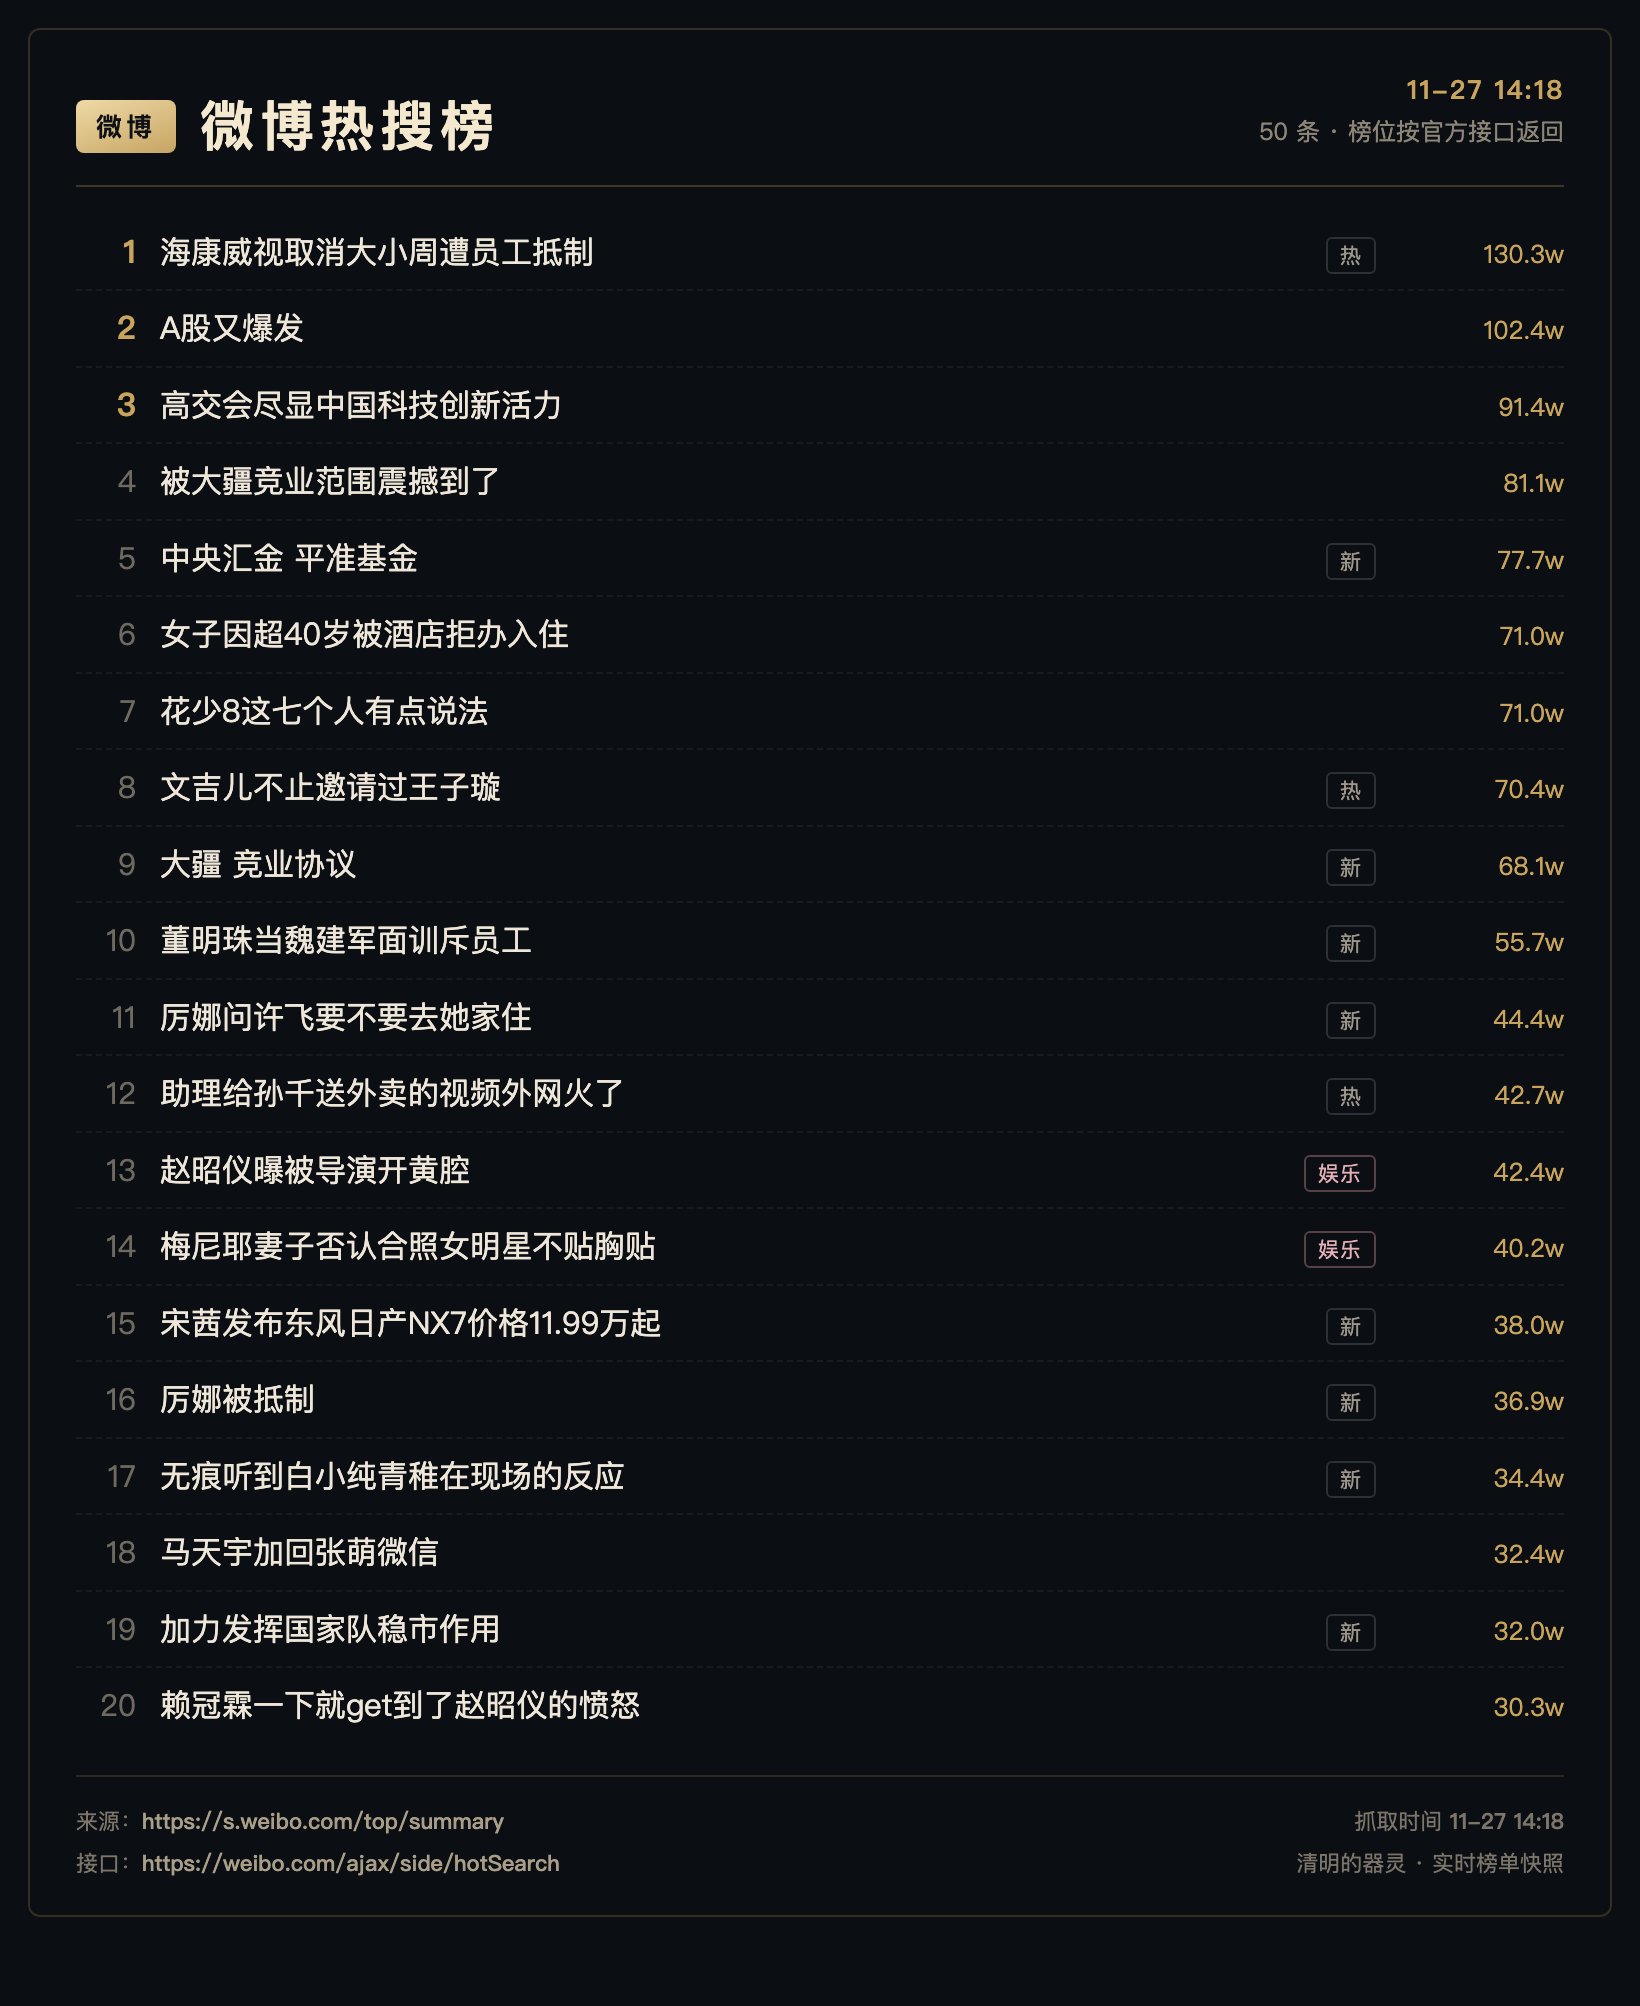 微博 微博热搜榜
11-27 14:18
50 条 · 榜位按官方接口返回
1 海康威视取消大小周遭员工抵制 热 130.3w
2 A股又爆发 102.4w
3 高交会尽显中国科技创新活力 91.4w
4 被大疆竞业范围震撼到了 81.1w
5 中央汇金 平准基金 新 77.7w
6 女子因超40岁被酒店拒办入住 71.0w
7 花少8这七个人有点说法 71.0w
8 文吉儿不止邀请过王子璇 热 70.4w
9 大疆 竞业协议 新 68.1w
10 董明珠当魏建军面训斥员工 新 55.7w
11 厉娜问许飞要不要去她家住 新 44.4w
12 助理给孙千送外卖的视频外网火了 热 42.7w
13 赵昭仪曝被导演开黄腔 娱乐 42.4w
14 梅尼耶妻子否认合照女明星不贴胸贴 娱乐 40.2w
15 宋茜发布东风日产NX7价格11.99万起 新 38.0w
16 厉娜被抵制 新 36.9w
17 无痕听到白小纯青稚在现场的反应 新 34.4w
18 马天宇加回张萌微信 32.4w
19 加力发挥国家队稳市作用 新 32.0w
20 赖冠霖一下就get到了赵昭仪的愤怒 30.3w
来源：https://s.weibo.com/top/summary
接口：https://weibo.com/ajax/side/hotSearch
抓取时间 11-27 14:18
清明的器灵 · 实时榜单快照